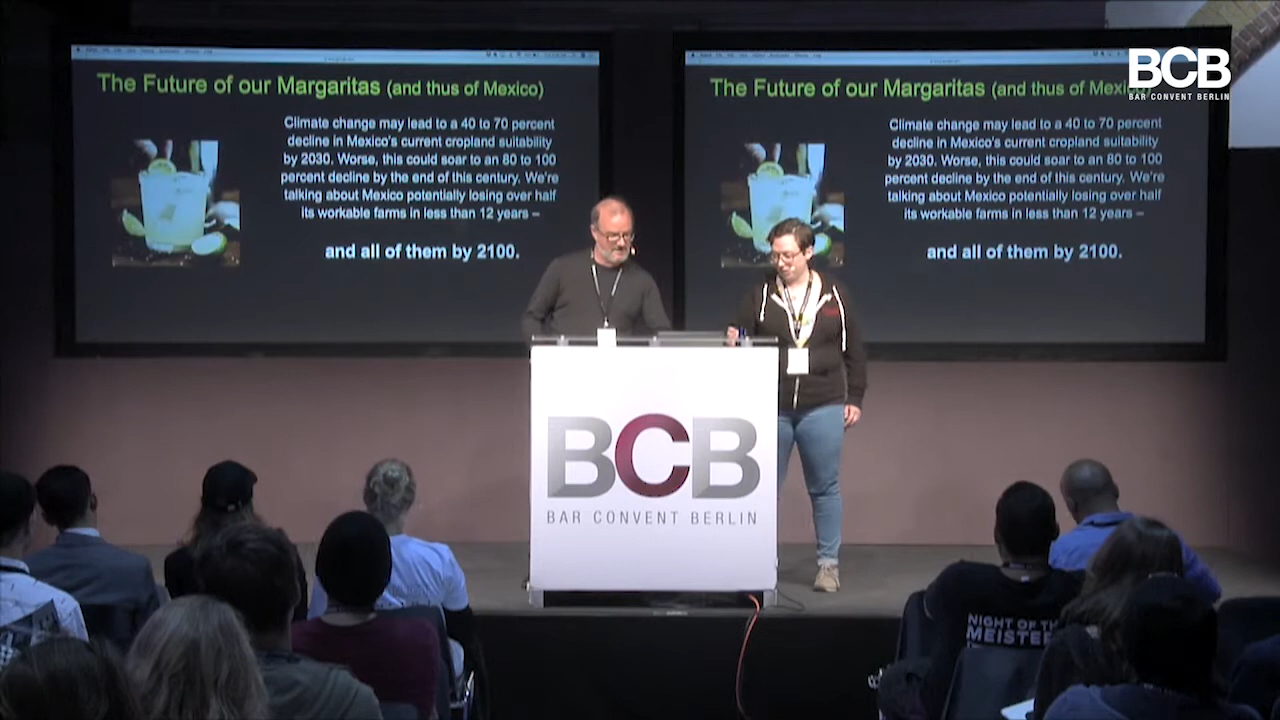 The Future of our Margaritas (and thus of Mexico)
Climate change may lead to a 40 to 70 percent
decline in Mexico's current cropland suitability
by 2030. Worse, this could soar to an 80 to 100
percent decline by the end of this century. We're
talking about Mexico potentially losing over half
its workable farms in less than 12 years –
and all of them by 2100.
The Future of our Margaritas (and thus of Mexico)
Climate change may lead to a 40 to 70 percent
decline in Mexico's current cropland suitability
by 2030. Worse, this could soar to an 80 to 100
percent decline by the end of this century. We're
talking about Mexico potentially losing over half
its workable farms in less than 12 years –
and all of them by 2100.
BCB
BAR CONVENT BERLIN
BCB
BAR CONVENT BERLIN
NIGHT OF TH
MEISTE